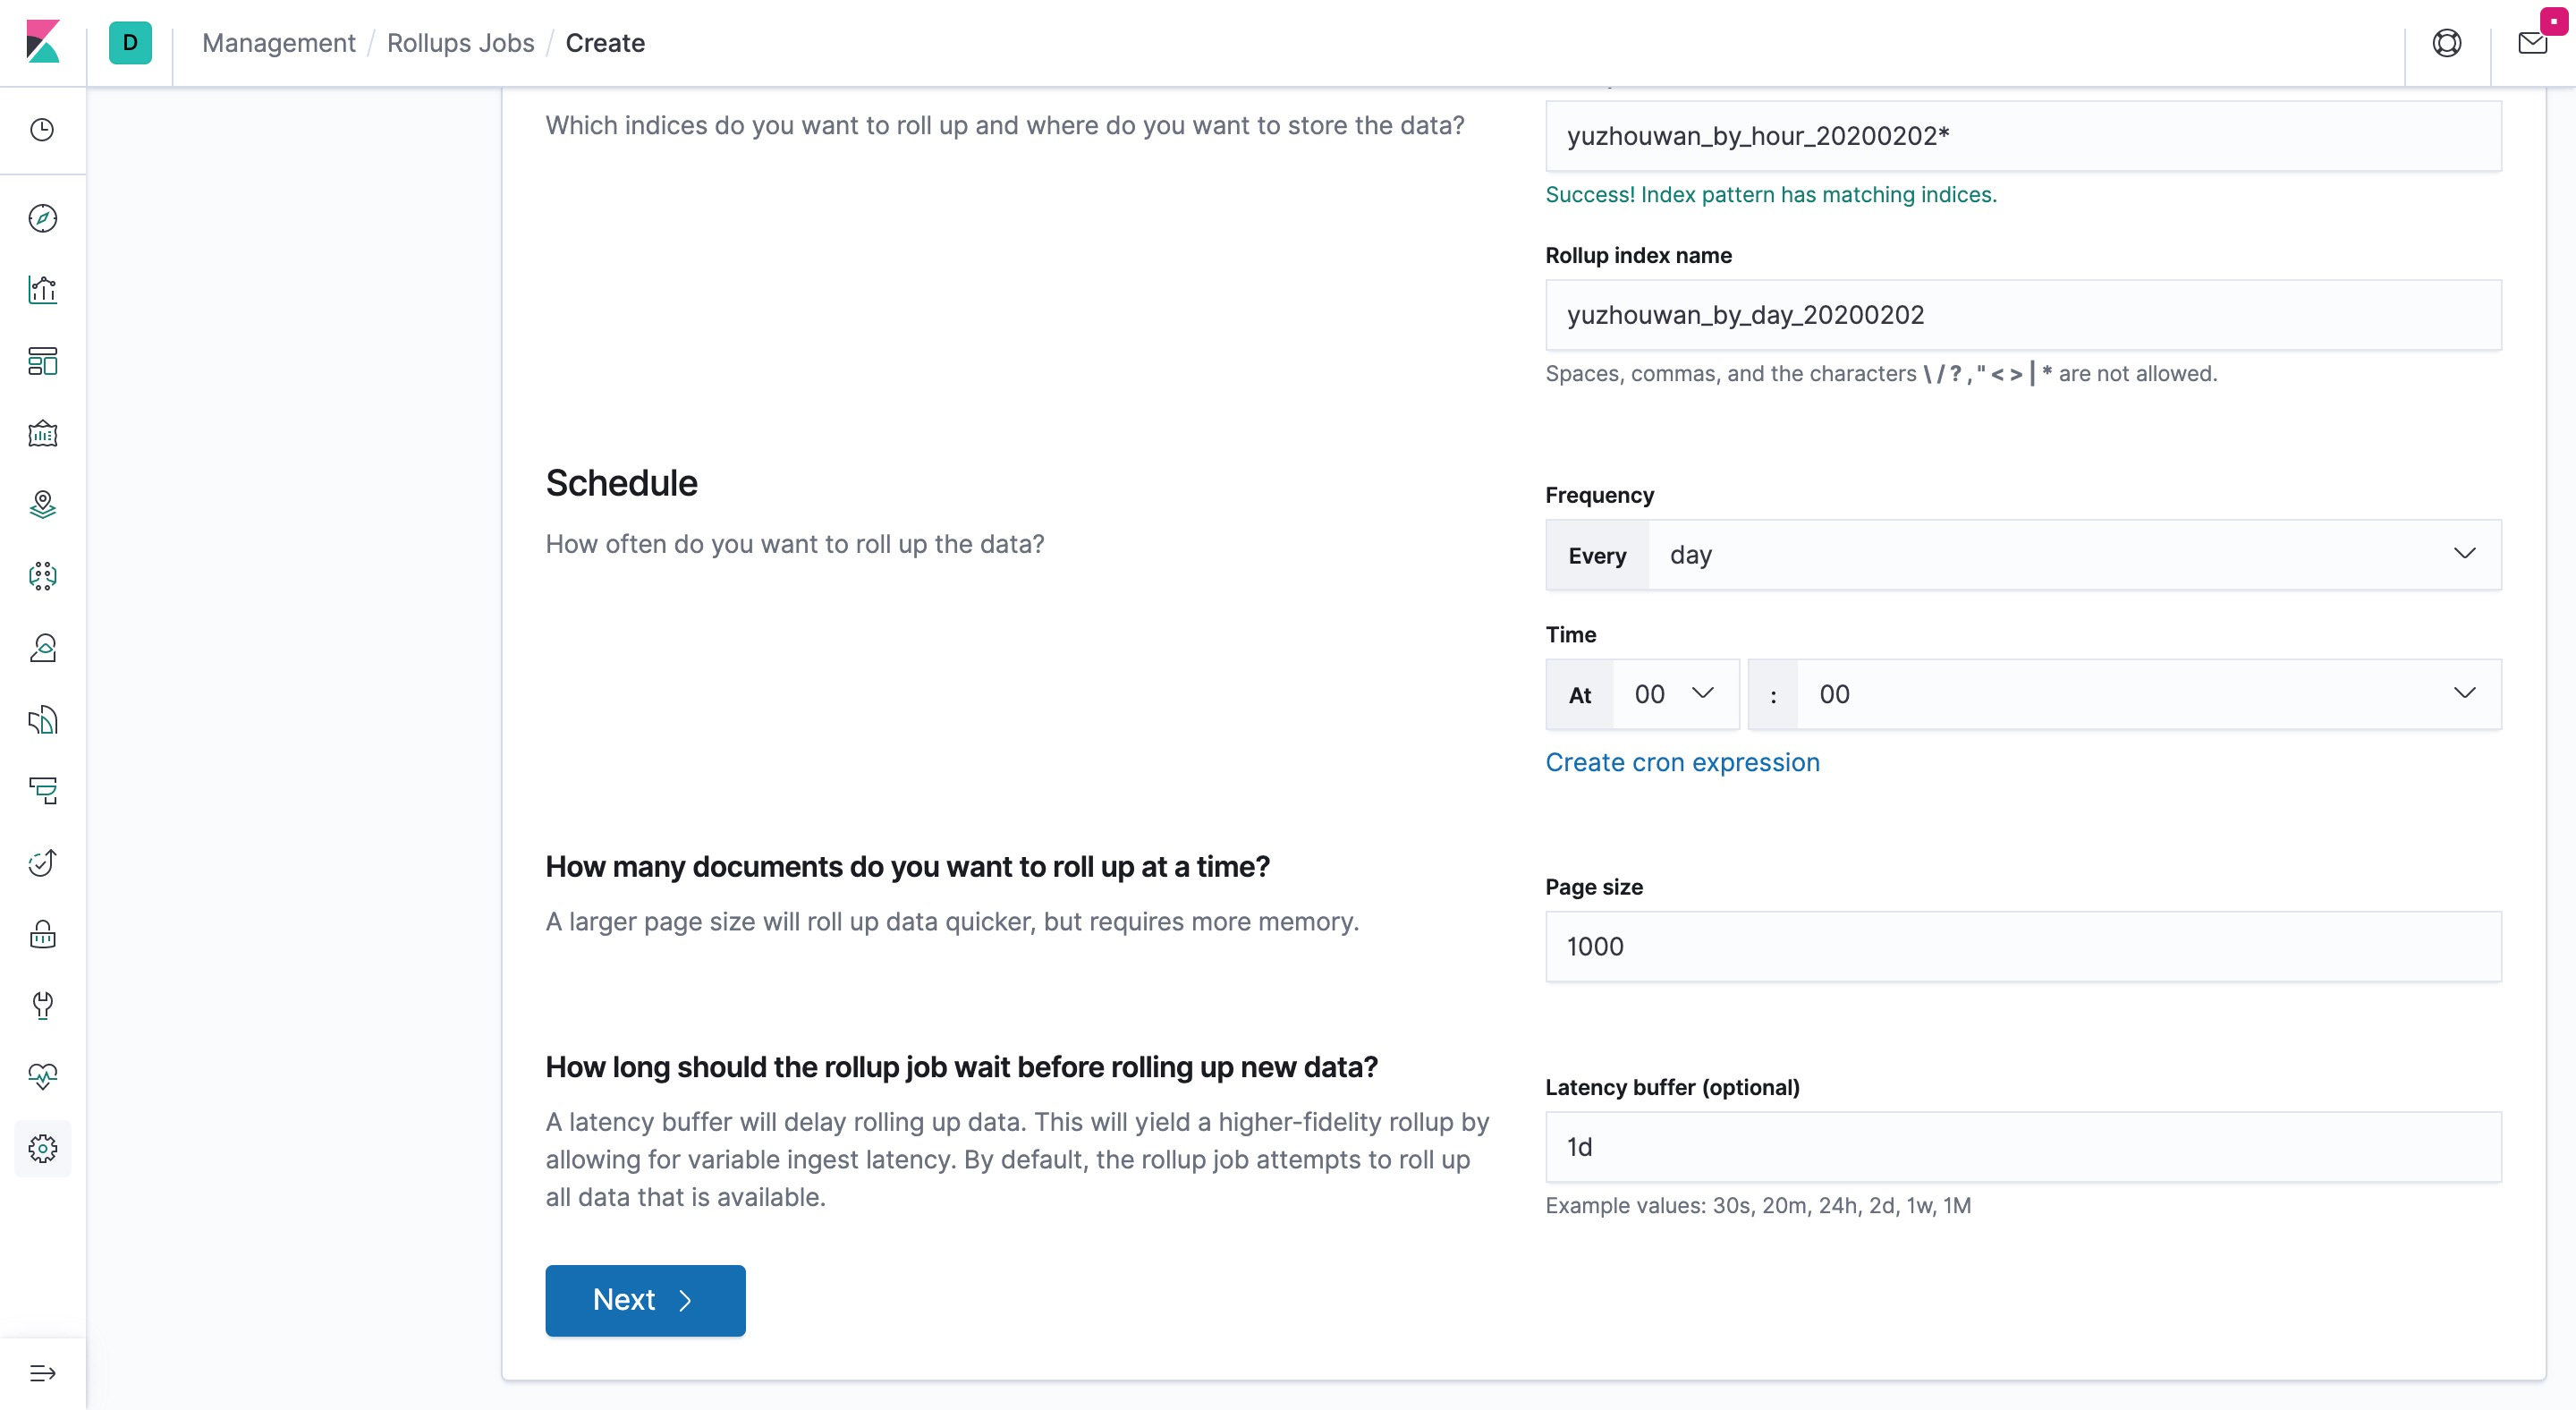 D
Management / Rollups Jobs / Create
Which indices do you want to roll up and where do you want to store the data?
yuzhouwan_by_hour_20200202*
Success! Index pattern has matching indices.
Rollup index name
yuzhouwan_by_day_20200202
Spaces, commas, and the characters \ / ? , " < > | * are not allowed.
Schedule
How often do you want to roll up the data?
Frequency
Every day
Time
At 00 : 00
Create cron expression
How many documents do you want to roll up at a time?
A larger page size will roll up data quicker, but requires more memory.
Page size
1000
How long should the rollup job wait before rolling up new data?
A latency buffer will delay rolling up data. This will yield a higher-fidelity rollup by
allowing for variable ingest latency. By default, the rollup job attempts to roll up
all data that is available.
Latency buffer (optional)
1d
Example values: 30s, 20m, 24h, 2d, 1w, 1M
Next